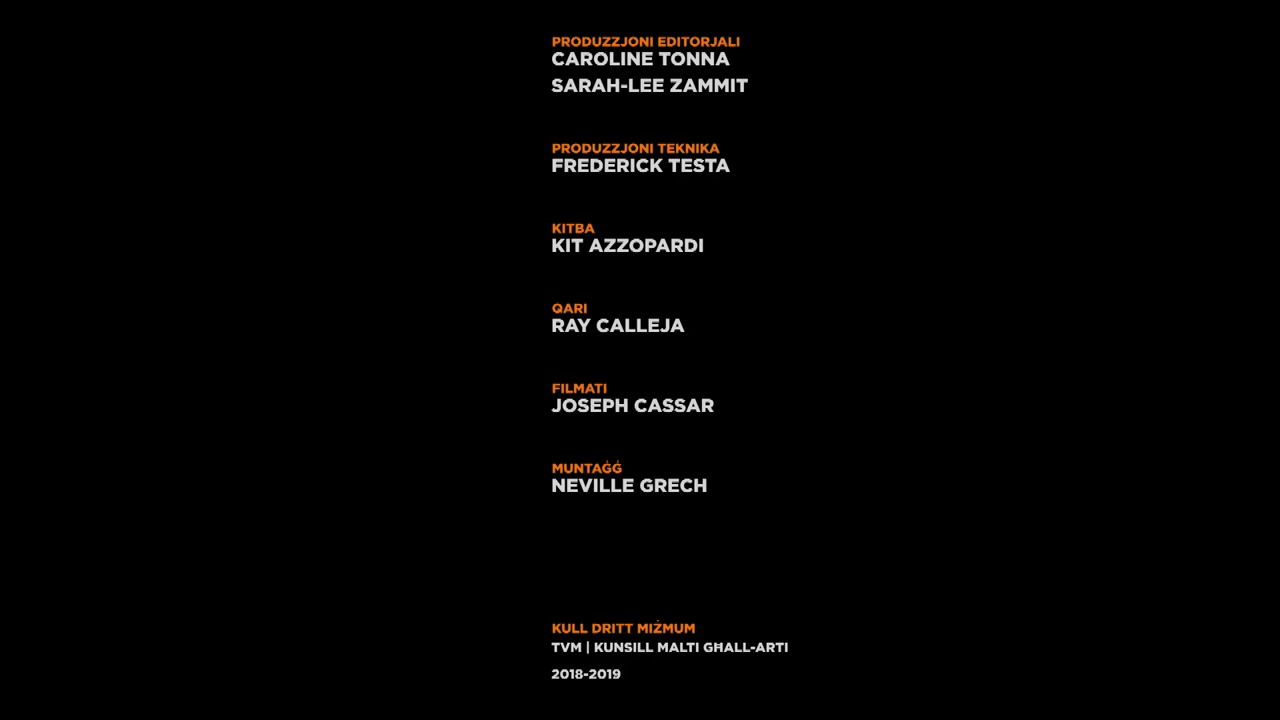 PRODUZZJONI EDITORJALI
CAROLINE TONNA
SARAH-LEE ZAMMIT
PRODUZZJONI TEKNIKA
FREDERICK TESTA
KITBA
KIT AZZOPARDI
QARI
RAY CALLEJA
FILMATI
JOSEPH CASSAR
MUNTAĠĠ
NEVILLE GRECH
KULL DRITT MIŻMUM
TVM | KUNSILL MALTI GĦALL-ARTI
2018-2019